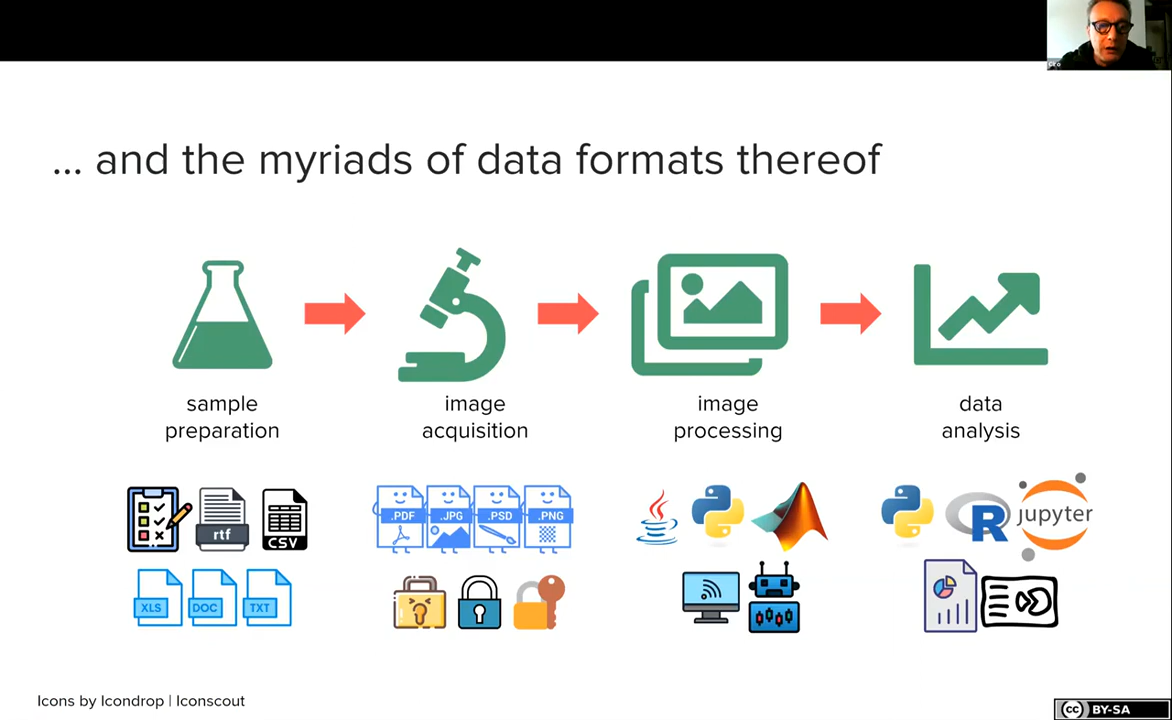 ... and the myriads of data formats thereof
sample
preparation
image
acquisition
image
processing
data
analysis
rtf
CSV
.PDF
.JPG
.PSD
.PNG
jupyter
XLS
DOC
TXT
R
Icons by Icondrop | Iconscout
cc BY-SA